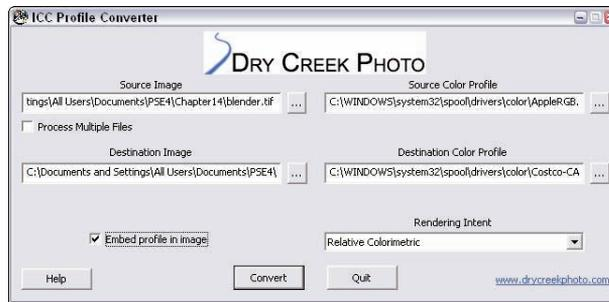 ICC Profile Converter
DRY CREEK PHOTO
Source Image
Source Color Profile
tings\All Users\Documents\PSE4\Chapter14\blender.tif
...
C:\WINDOWS\system32\spool\drivers\color\AppleRGB.
...
Process Multiple Files
Destination Image
Destination Color Profile
C:\Documents and Settings\All Users\Documents\PSE4\
...
C:\WINDOWS\system32\spool\drivers\color\Costco-CA
...
Rendering Intent
Embed profile in image
Relative Colorimetric
Help
Convert
Quit
www.drycreekphoto.com